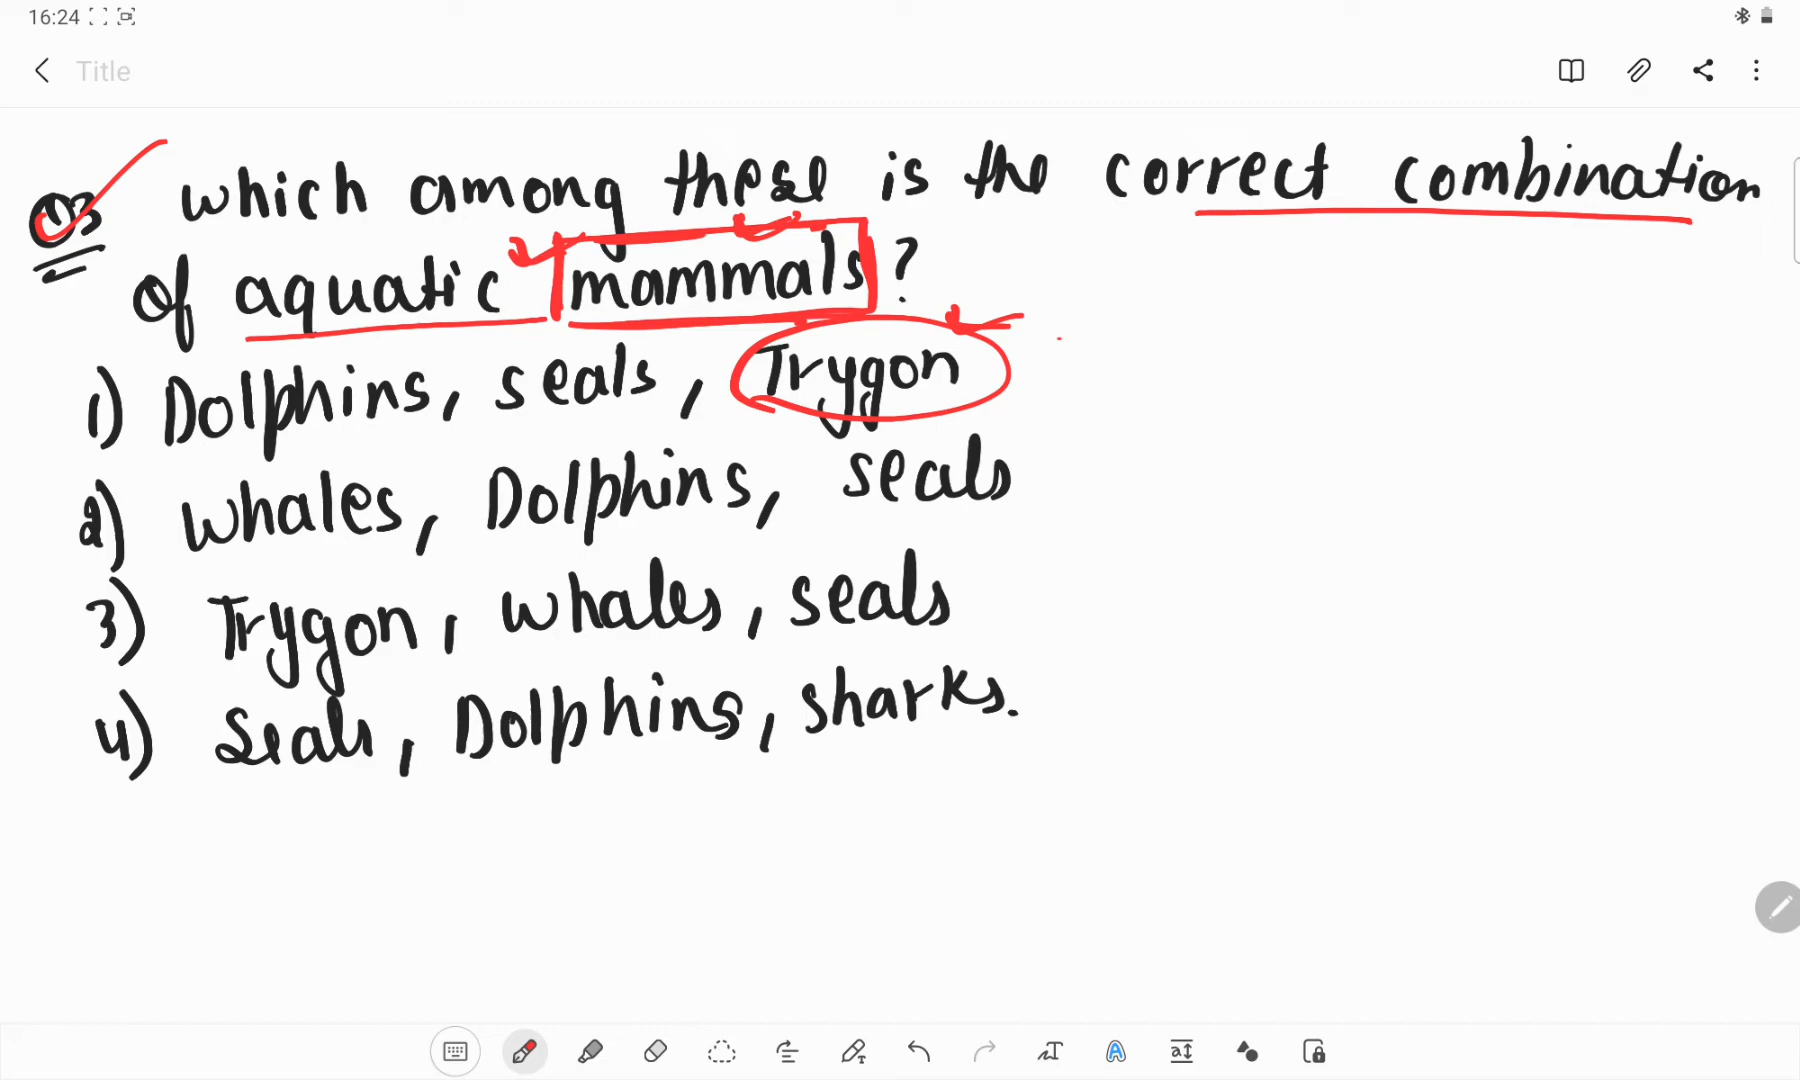 16:24
Title
Q3 which among these is the correct combination
of aquatic mammals?
1) Dolphins, seals, Trygon
2) whales, Dolphins, seals
3) Trygon, whales, seals
4) Seals, Dolphins, sharks.